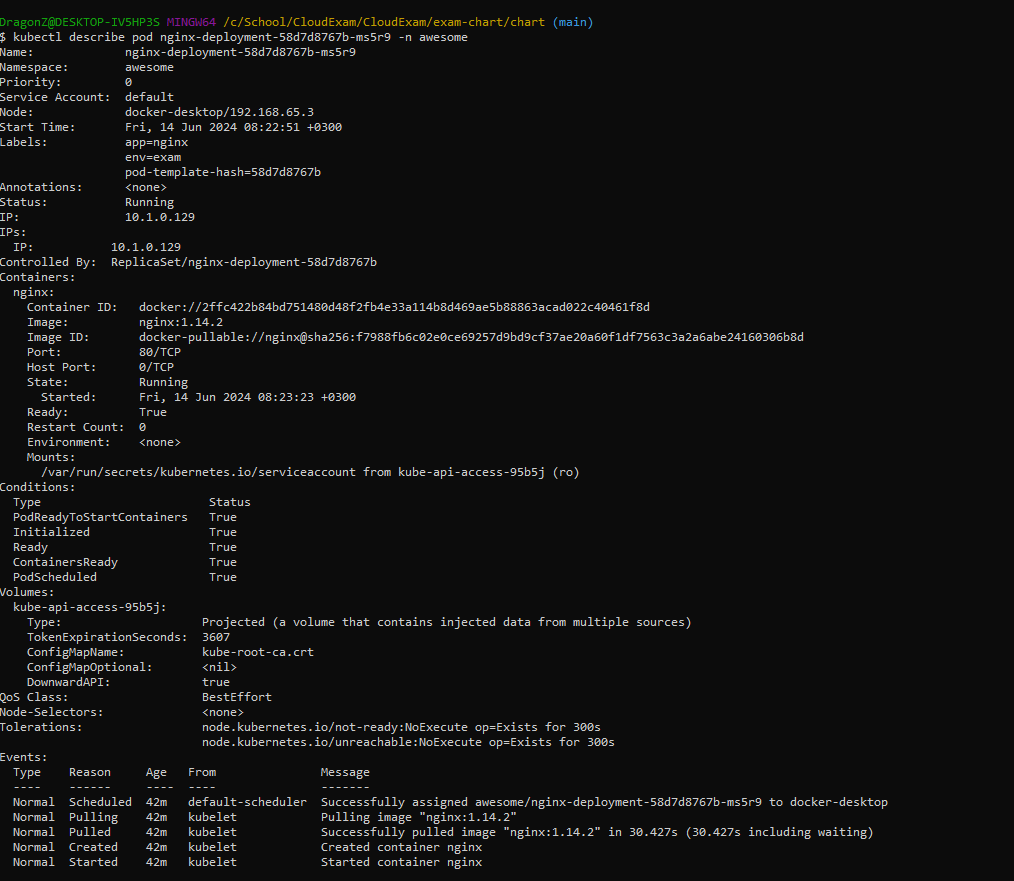 DragonZ@DESKTOP-IV5HP3S MINGW64 /c/School/CloudExam/CloudExam/exam-chart/chart (main)
$ kubectl describe pod nginx-deployment-58d7d8767b-ms5r9 -n awesome
Name:             nginx-deployment-58d7d8767b-ms5r9
Namespace:        awesome
Priority:         0
Service Account:  default
Node:             docker-desktop/192.168.65.3
Start Time:       Fri, 14 Jun 2024 08:22:51 +0300
Labels:           app=nginx
                  env=exam
                  pod-template-hash=58d7d8767b
Annotations:      <none>
Status:           Running
IP:               10.1.0.129
IPs:
  IP:           10.1.0.129
Controlled By:  ReplicaSet/nginx-deployment-58d7d8767b
Containers:
  nginx:
    Container ID:   docker://2ffc422b84bd751480d48f2fb4e33a114b8d469ae5b88863acad022c40461f8d
    Image:          nginx:1.14.2
    Image ID:       docker-pullable://nginx@sha256:f7988fb6c02e0ce69257d9bd9cf37ae20a60f1df7563c3a2a6abe24160306b8d
    Port:           80/TCP
    Host Port:      0/TCP
    State:          Running
      Started:      Fri, 14 Jun 2024 08:23:23 +0300
    Ready:          True
    Restart Count:  0
    Environment:    <none>
    Mounts:
      /var/run/secrets/kubernetes.io/serviceaccount from kube-api-access-95b5j (ro)
Conditions:
  Type                        Status
  PodReadyToStartContainers   True
  Initialized                 True
  Ready                       True
  ContainersReady             True
  PodScheduled                True
Volumes:
  kube-api-access-95b5j:
    Type:                    Projected (a volume that contains injected data from multiple sources)
    TokenExpirationSeconds:  3607
    ConfigMapName:           kube-root-ca.crt
    ConfigMapOptional:       <nil>
    DownwardAPI:             true
QoS Class:                   BestEffort
Node-Selectors:              <none>
Tolerations:                 node.kubernetes.io/not-ready:NoExecute op=Exists for 300s
                             node.kubernetes.io/unreachable:NoExecute op=Exists for 300s
Events:
  Type    Reason     Age   From               Message
  ----    ------     ----  ----               -------
  Normal  Scheduled  42m   default-scheduler  Successfully assigned awesome/nginx-deployment-58d7d8767b-ms5r9 to docker-desktop
  Normal  Pulling    42m   kubelet            Pulling image "nginx:1.14.2"
  Normal  Pulled     42m   kubelet            Successfully pulled image "nginx:1.14.2" in 30.427s (30.427s including waiting)
  Normal  Created    42m   kubelet            Created container nginx
  Normal  Started    42m   kubelet            Started container nginx